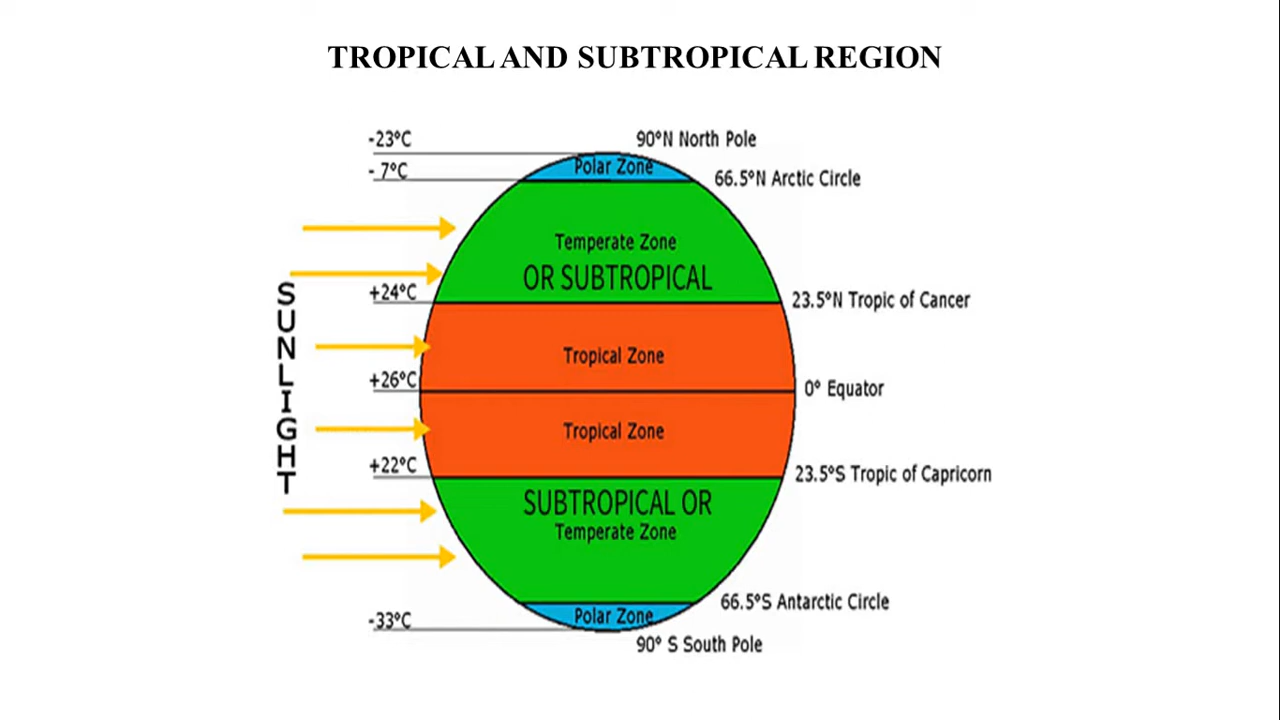 TROPICAL AND SUBTROPICAL REGION
-23°C
90°N North Pole
Polar Zone
- 7°C
66.5°N Arctic Circle
Temperate Zone
OR SUBTROPICAL
+24°C
23.5°N Tropic of Cancer
SUNLIGHT
Tropical Zone
+26°C
0° Equator
Tropical Zone
+22°C
23.5°S Tropic of Capricorn
SUBTROPICAL OR
Temperate Zone
66.5°S Antarctic Circle
Polar Zone
-33°C
90° S South Pole